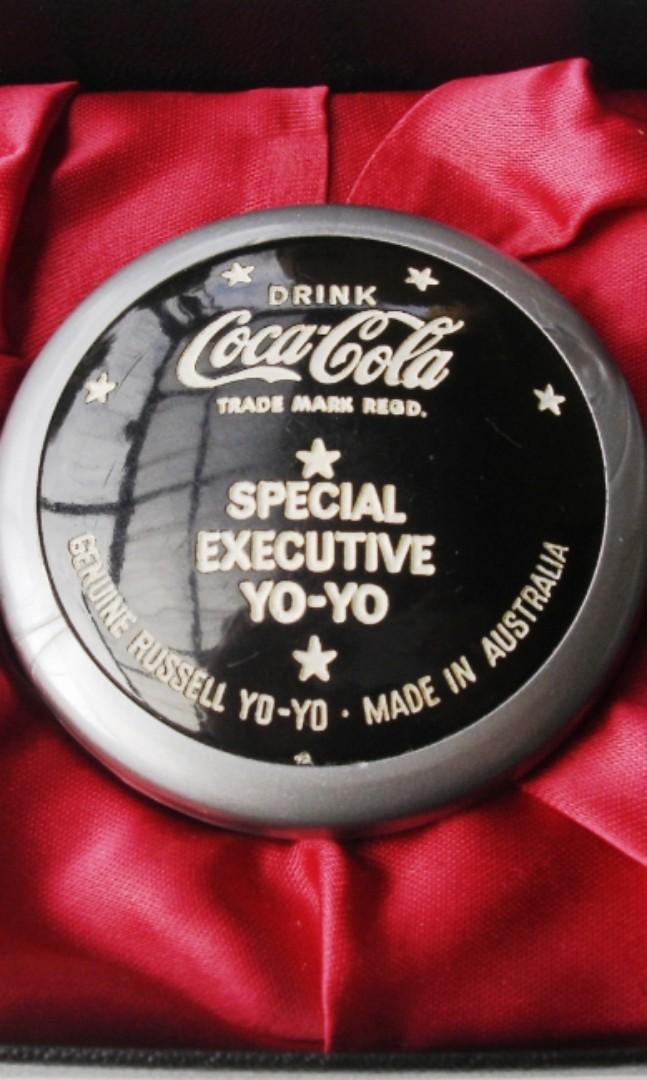 DRINK
Coca-Cola
TRADE MARK REGD.
SPECIAL
EXECUTIVE
YO-YO
GENUINE RUSSELL YO-YO · MADE IN AUSTRALIA